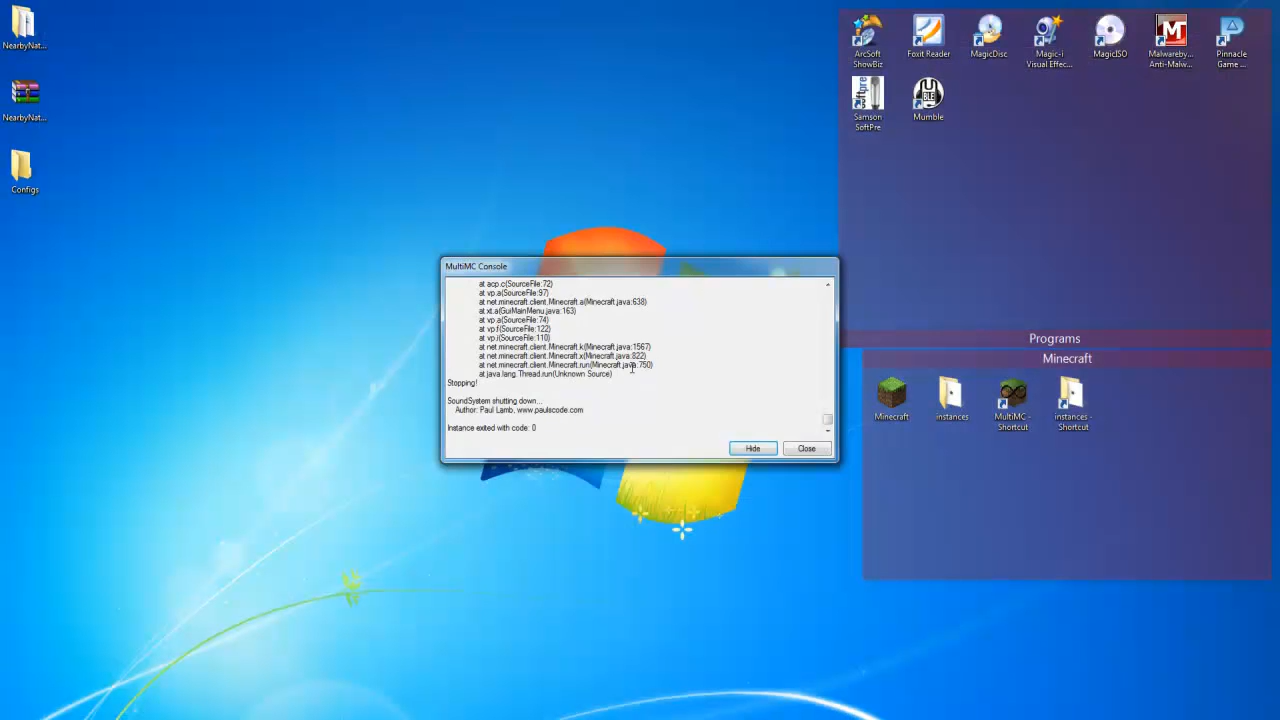 NearbyNat...
NearbyNat...
Configs
ArcSoft
ShowBiz
Foxit Reader
MagicDisc
Magic-i
Visual Effec...
MagicISO
Malwareby...
Anti-Malw...
Pinnacle
Game ...
Samson
SoftPre
Mumble
Programs
Minecraft
Minecraft
instances
MultiMC -
Shortcut
instances -
Shortcut
MultiMC Console
at acp.c(SourceFile:72)
at vp.a(SourceFile:97)
at net.minecraft.client.Minecraft.a(Minecraft.java:638)
at xt.a(GuiMainMenu.java:163)
at vp.a(SourceFile:74)
at vp.f(SourceFile:122)
at vp.i(SourceFile:110)
at net.minecraft.client.Minecraft.k(Minecraft.java:1567)
at net.minecraft.client.Minecraft.x(Minecraft.java:822)
at net.minecraft.client.Minecraft.run(Minecraft.java:750)
at java.lang.Thread.run(Unknown Source)
Stopping!
SoundSystem shutting down...
Author: Paul Lamb, www.paulscode.com
Instance exited with code: 0
Hide
Close